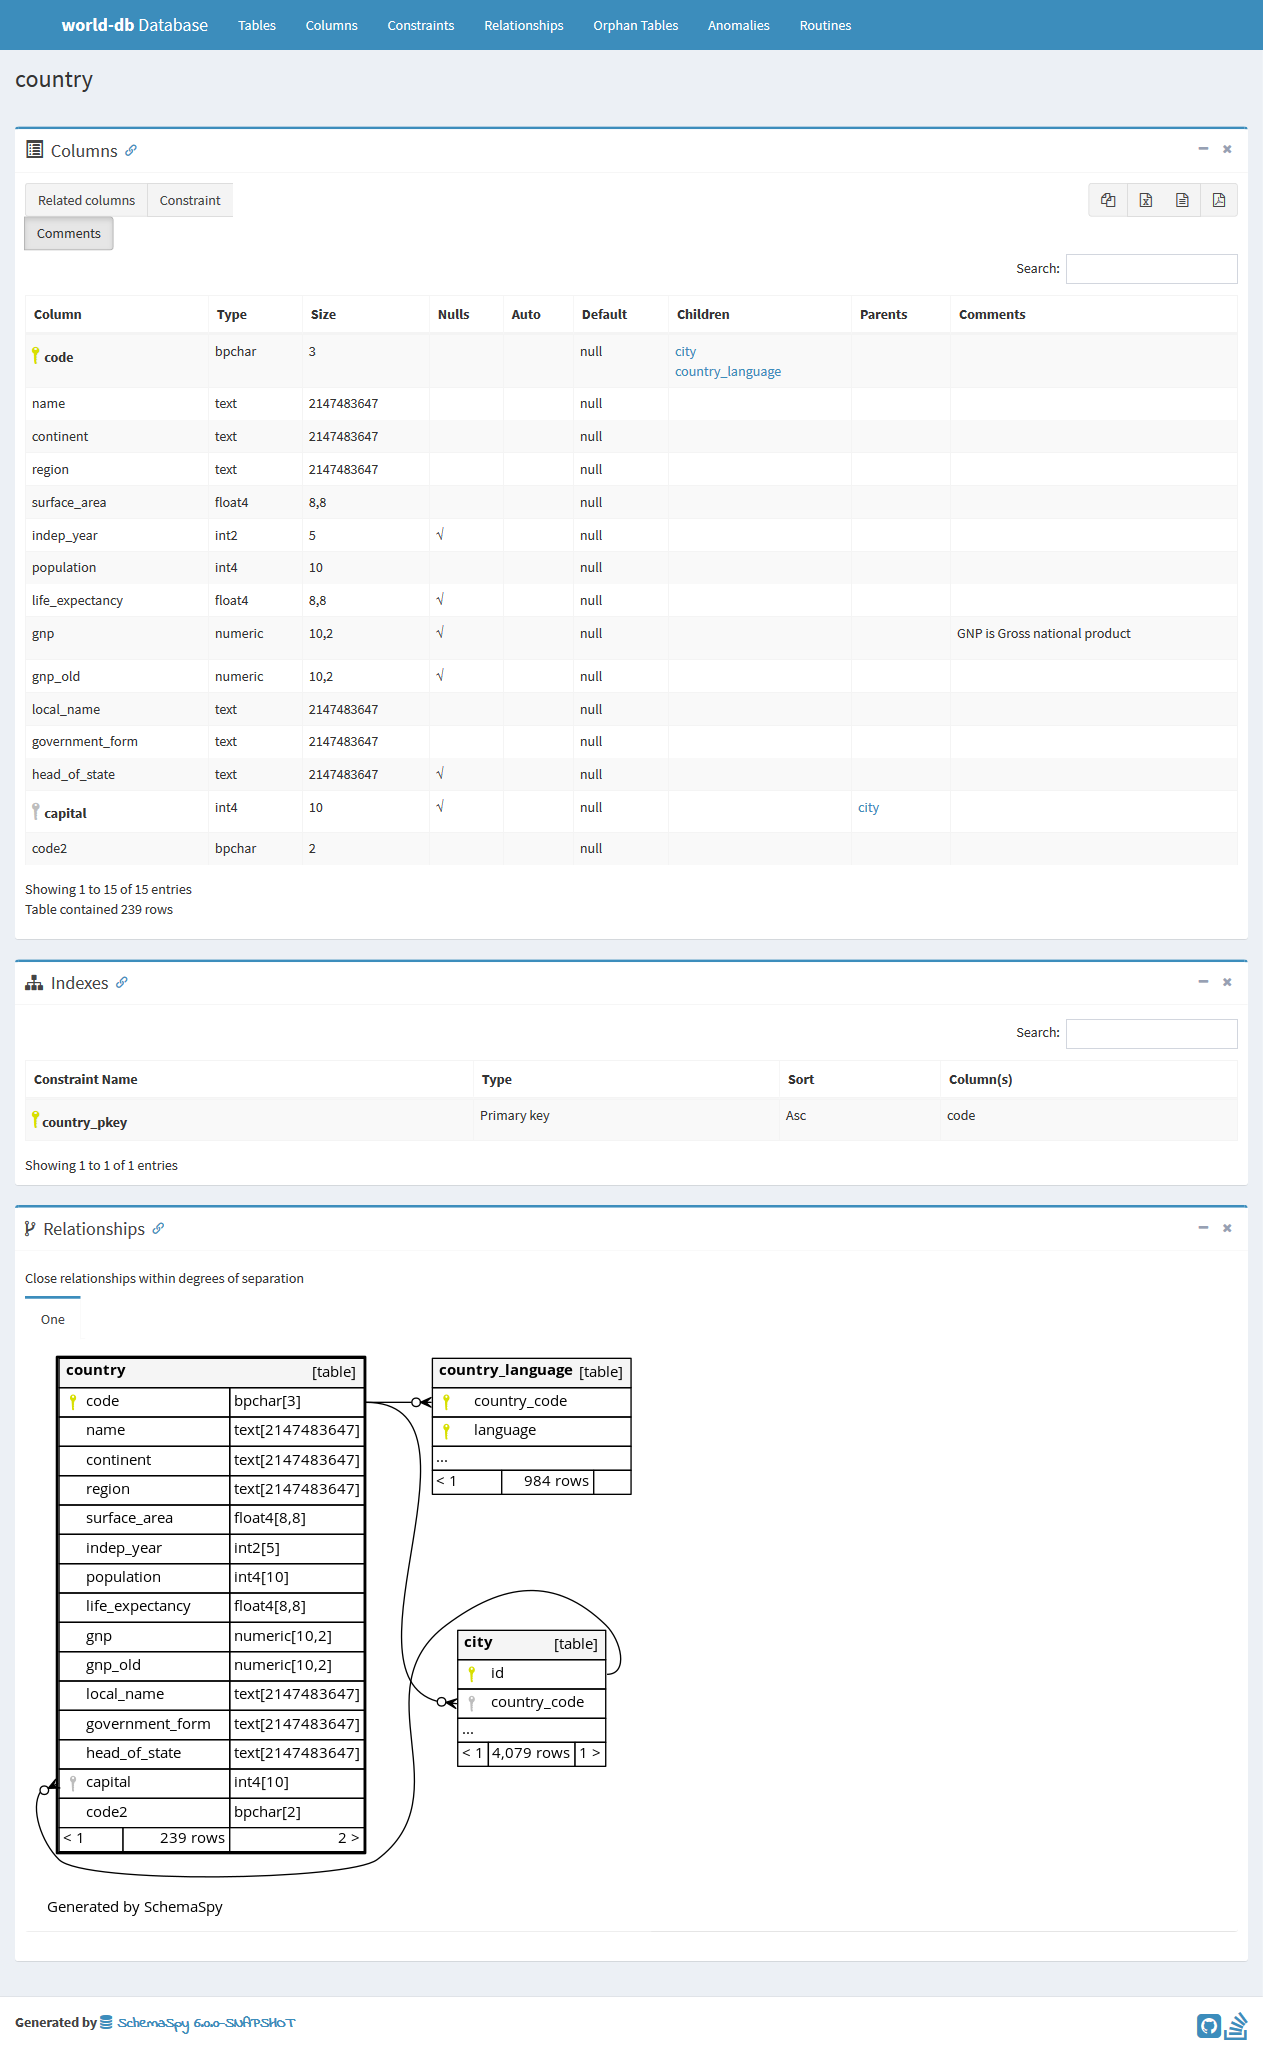 world-db Database Tables Columns Constraints Relationships Orphan Tables Anomalies Routines
country
Columns
Related columns Constraint
Comments
Search:
Column Type Size Nulls Auto Default Children Parents Comments
code bpchar 3 null city
country_language
name text 2147483647 null
continent text 2147483647 null
region text 2147483647 null
surface_area float4 8,8 null
indep_year int2 5 √ null
population int4 10 null
life_expectancy float4 8,8 √ null
gnp numeric 10,2 √ null GNP is Gross national product
gnp_old numeric 10,2 √ null
local_name text 2147483647 null
government_form text 2147483647 null
head_of_state text 2147483647 √ null
capital int4 10 √ null city
code2 bpchar 2 null
Showing 1 to 15 of 15 entries
Table contained 239 rows
Indexes
Search:
Constraint Name Type Sort Column(s)
country_pkey Primary key Asc code
Showing 1 to 1 of 1 entries
Relationships
Close relationships within degrees of separation
One
country [table]
code bpchar[3]
name text[2147483647]
continent text[2147483647]
region text[2147483647]
surface_area float4[8,8]
indep_year int2[5]
population int4[10]
life_expectancy float4[8,8]
gnp numeric[10,2]
gnp_old numeric[10,2]
local_name text[2147483647]
government_form text[2147483647]
head_of_state text[2147483647]
capital int4[10]
code2 bpchar[2]
< 1 239 rows 2 >
country_language [table]
country_code
language
...
< 1 984 rows
city [table]
id
country_code
...
< 1 4,079 rows 1 >
Generated by SchemaSpy
Generated by SchemaSpy 6.0.0-SNAPSHOT